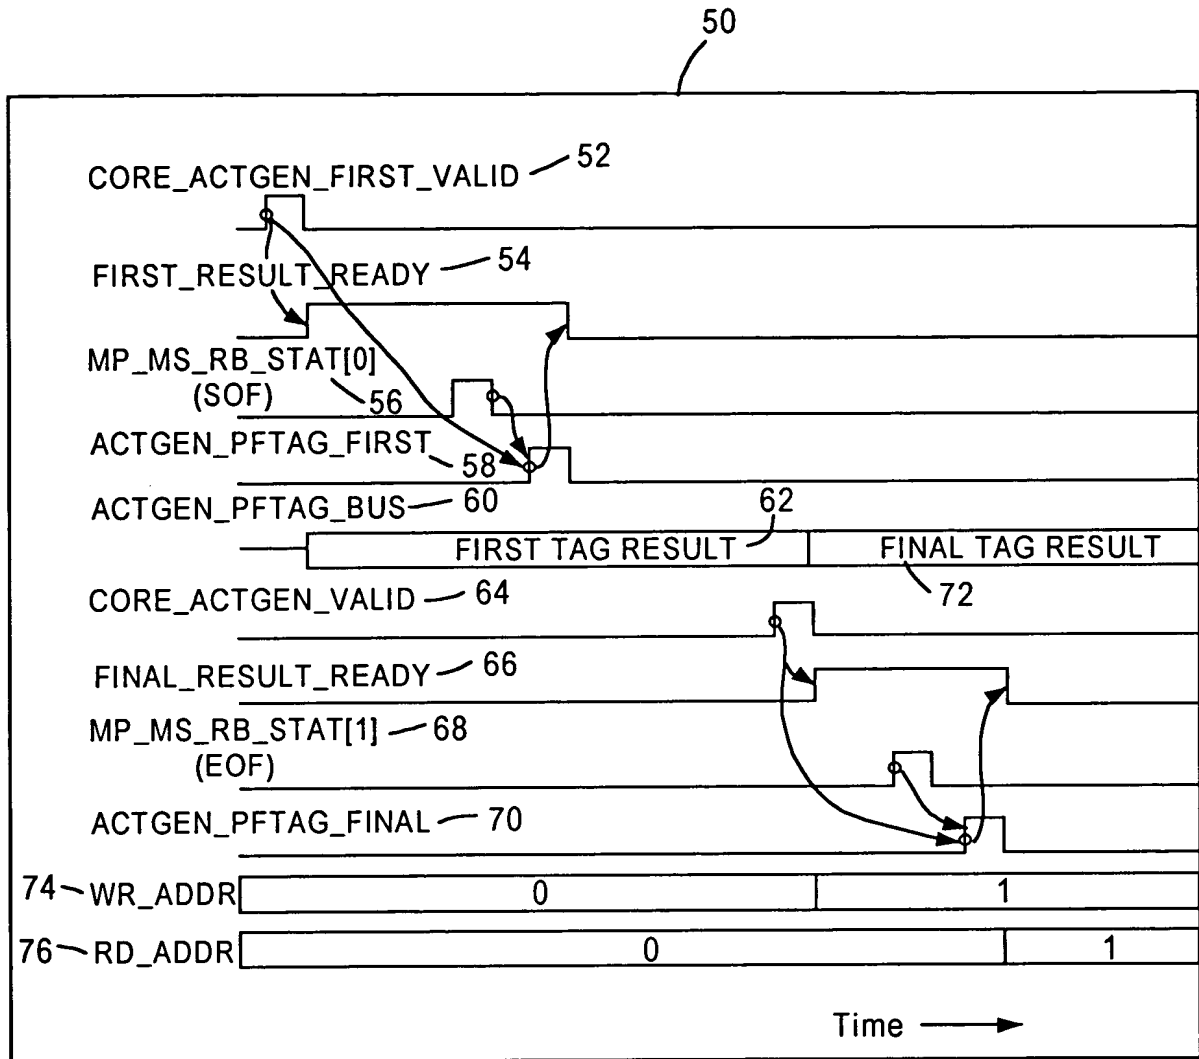 50
CORE_ACTGEN_FIRST_VALID 52
FIRST_RESULT_READY 54
MP_MS_RB_STAT[0]
(SOF) 56
ACTGEN_PFTAG_FIRST 58
ACTGEN_PFTAG_BUS 60
62
FIRST TAG RESULT FINAL TAG RESULT
72
CORE_ACTGEN_VALID 64
FINAL_RESULT_READY 66
MP_MS_RB_STAT[1] 68
(EOF)
ACTGEN_PFTAG_FINAL 70
74 WR_ADDR 0 1
76 RD_ADDR 0 1
Time